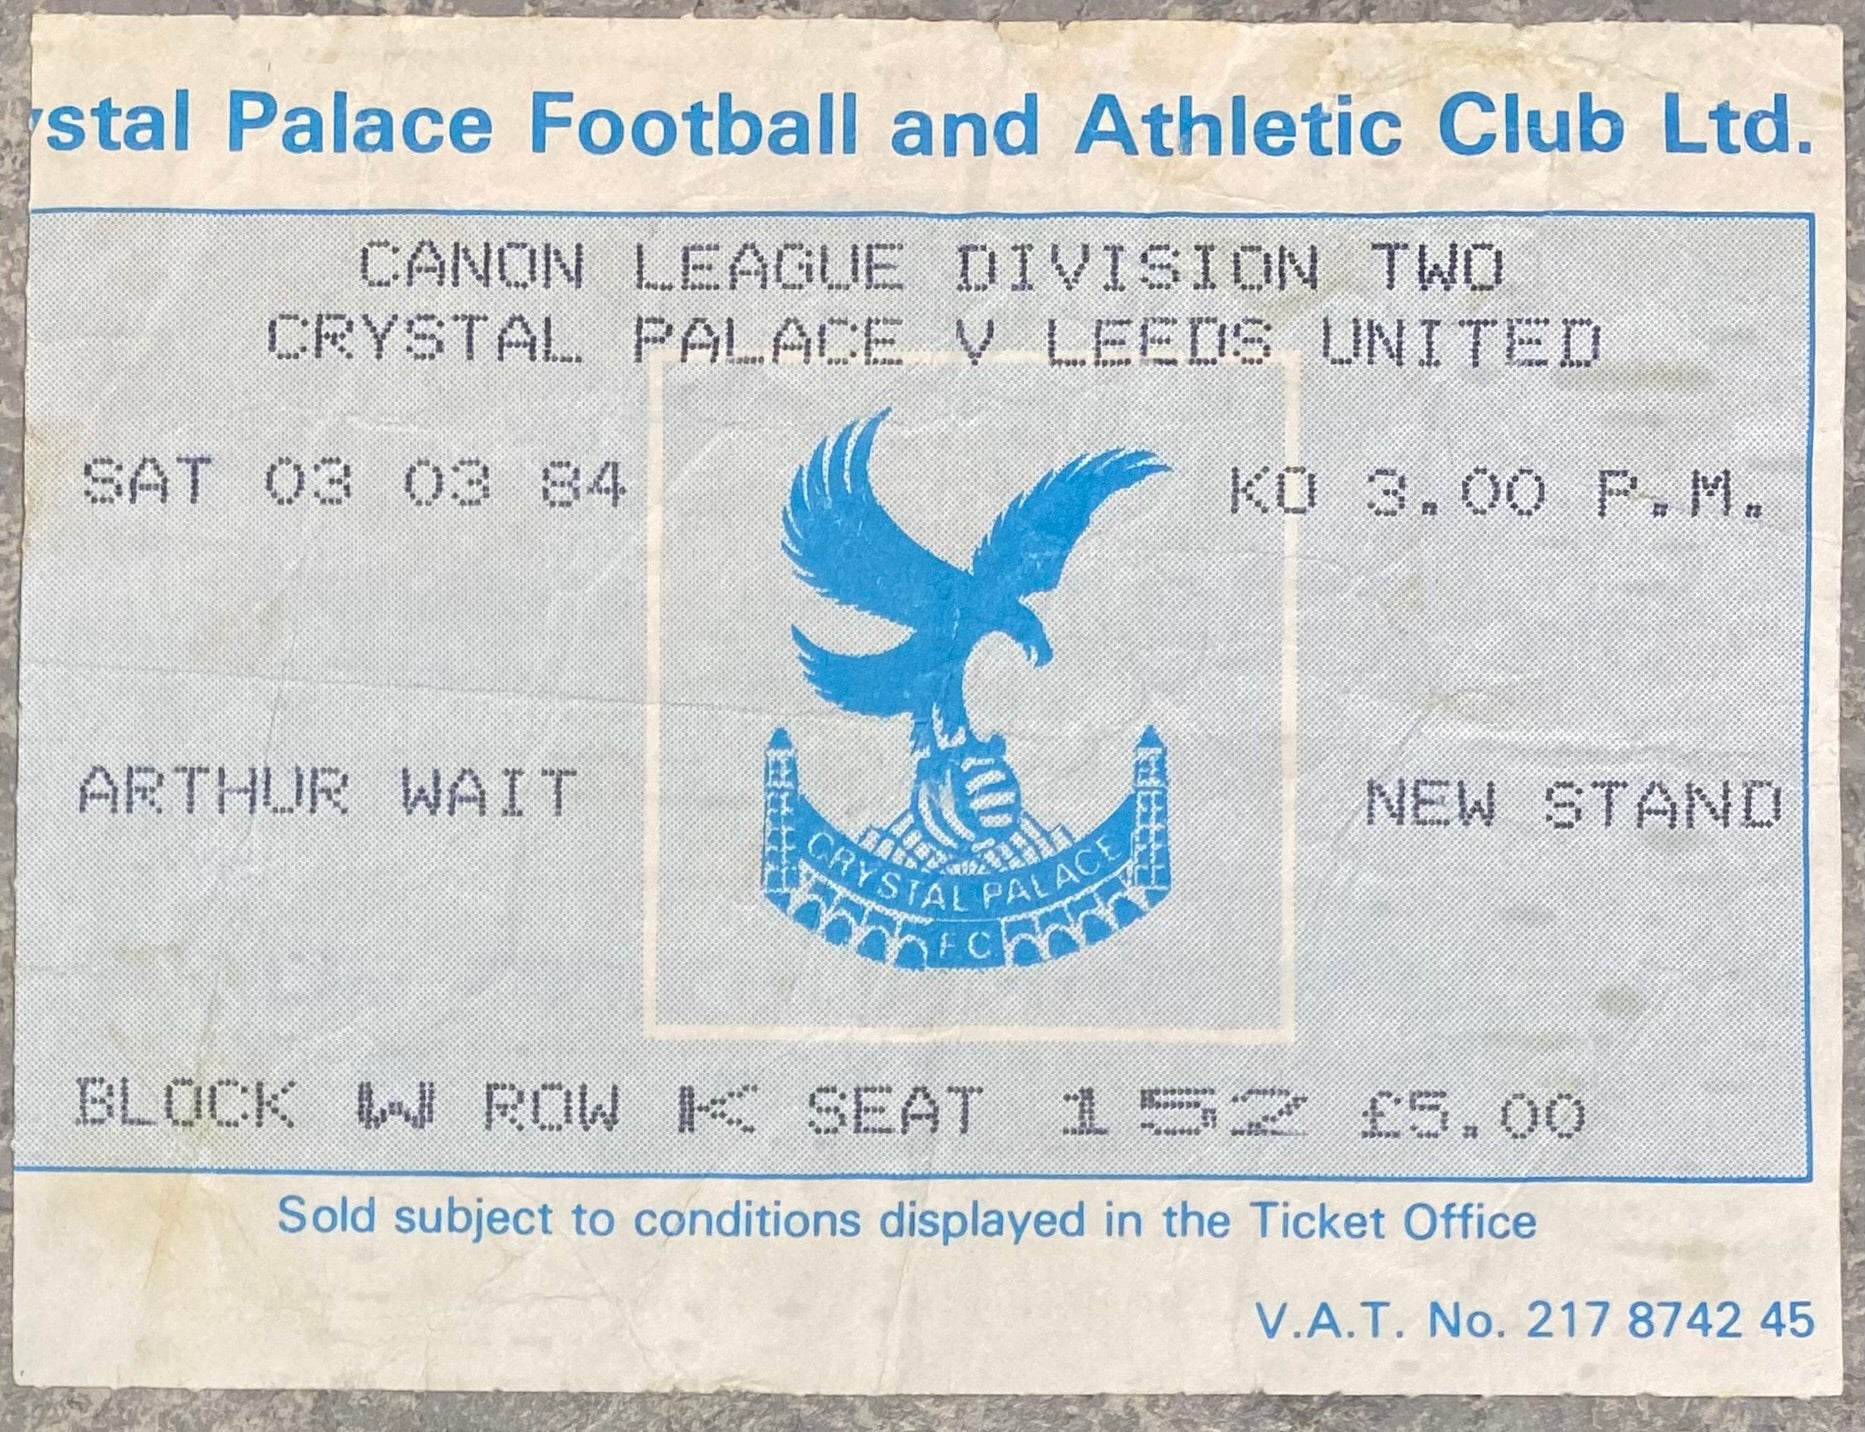 ystal Palace Football and Athletic Club Ltd.
CANON LEAGUE DIVISION TWO
CRYSTAL PALACE V LEEDS UNITED
SAT 03 03 84 KO 3.00 P.M.
ARTHUR WAIT NEW STAND
CRYSTAL PALACE
FC
BLOCK W ROW K SEAT 152 £5.00
Sold subject to conditions displayed in the Ticket Office
V.A.T. No. 217 8742 45